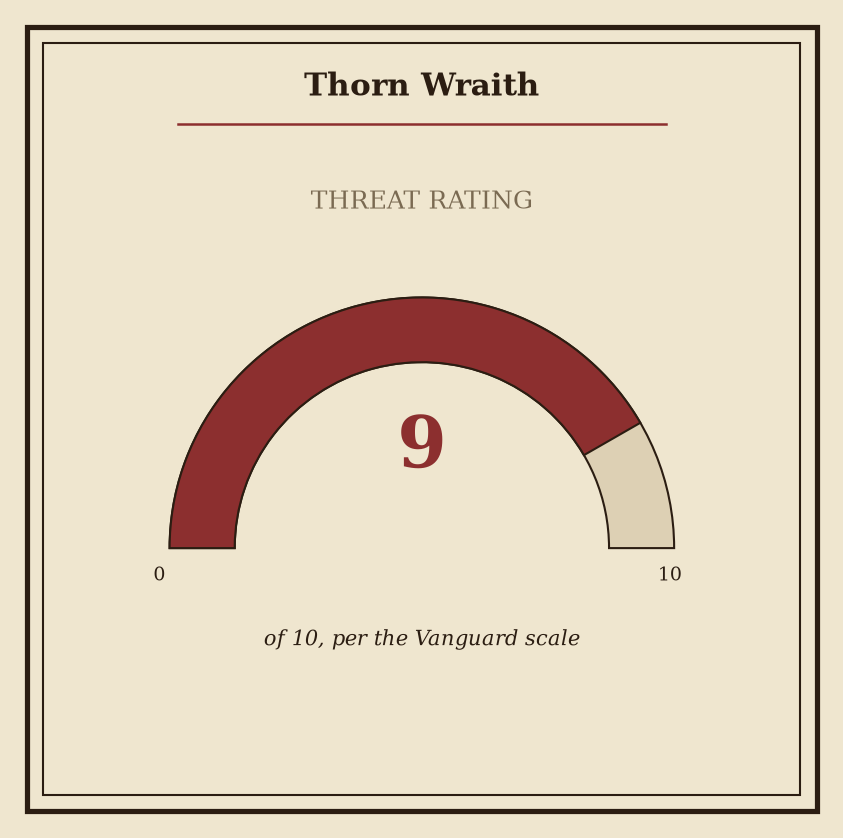 Thorn Wraith
THREAT RATING
9
0
10
of 10, per the Vanguard scale